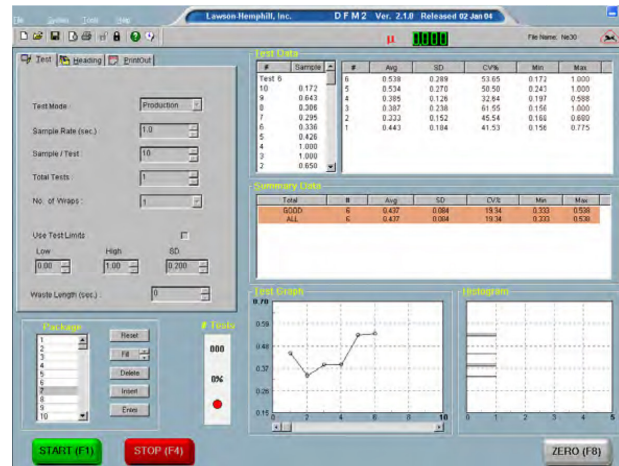 File System Tools Help
Lawson Hemphill, Inc. DFM2 Ver. 2.1.0 Released 02 Jan 04
μ 0000 File Name: Ne30
Test Heading PrintOut
Test Mode : Production
Sample Rate (sec.) 1.0
Sample / Test : 10
Total Tests : 1
No. of Wraps : 1
Use Test Limits
Low High SD
0.00 1.00 0.200
Waste Length (sec.) : 0
Test Data
# Sample
Test 6
10 0.172
9 0.643
8 0.306
7 0.295
6 0.336
5 0.426
4 1.000
3 1.000
2 0.650
# Avg SD CV% Min Max
6 0.538 0.289 53.65 0.172 1.000
5 0.534 0.270 50.50 0.243 1.000
4 0.385 0.126 32.64 0.197 0.588
3 0.387 0.238 61.55 0.156 1.000
2 0.333 0.152 45.54 0.168 0.680
1 0.443 0.184 41.53 0.156 0.775
Summary Data
Total # Avg SD CV% Min Max
GOOD 6 0.437 0.084 19.34 0.333 0.538
ALL 6 0.437 0.084 19.34 0.333 0.538
Package
1
2
3
4
5
6
7
8
9
10
Reset
Fill
Delete
Insert
Errors
# Tests
000
0%
Test Graph
0.70
0.59
0.48
0.37
0.26
0.15
0 2 4 6 8 10
Histogram
0 1 2 3 4 5
START (F1)
STOP (F4)
ZERO (F8)